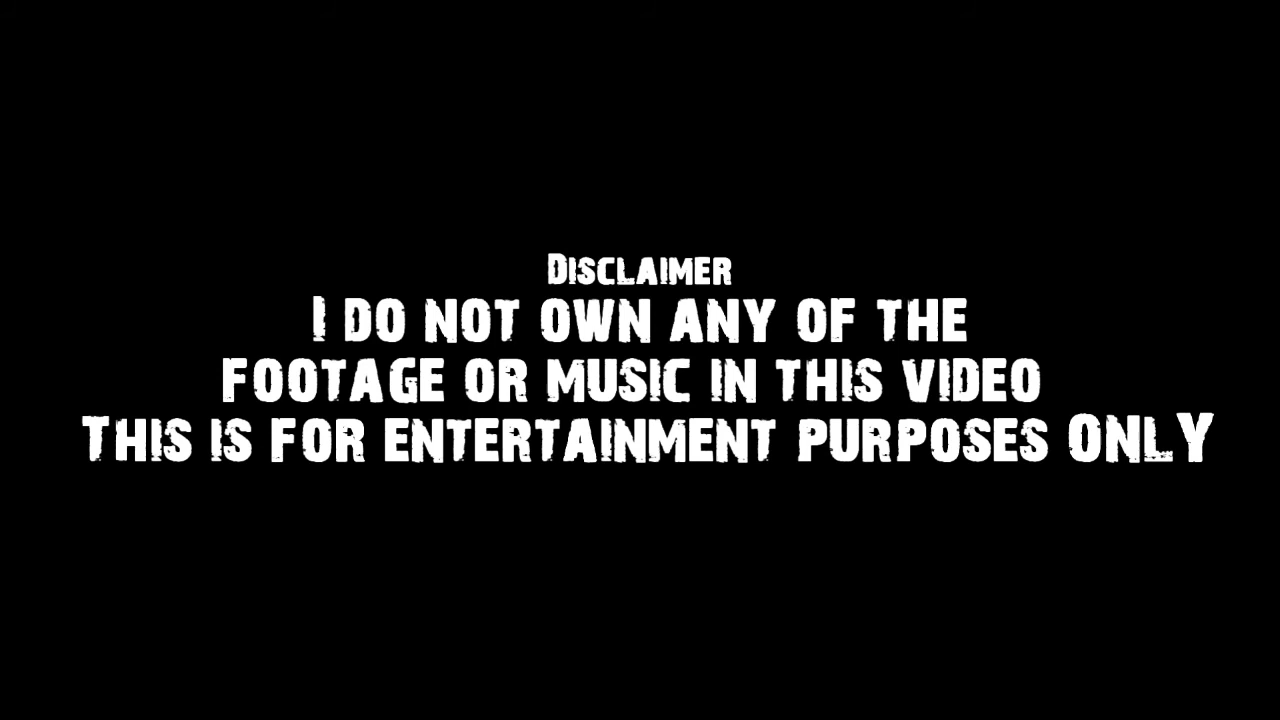 Disclaimer
I do not own any of the
footage or music in this video
This is for entertainment purposes ONLY